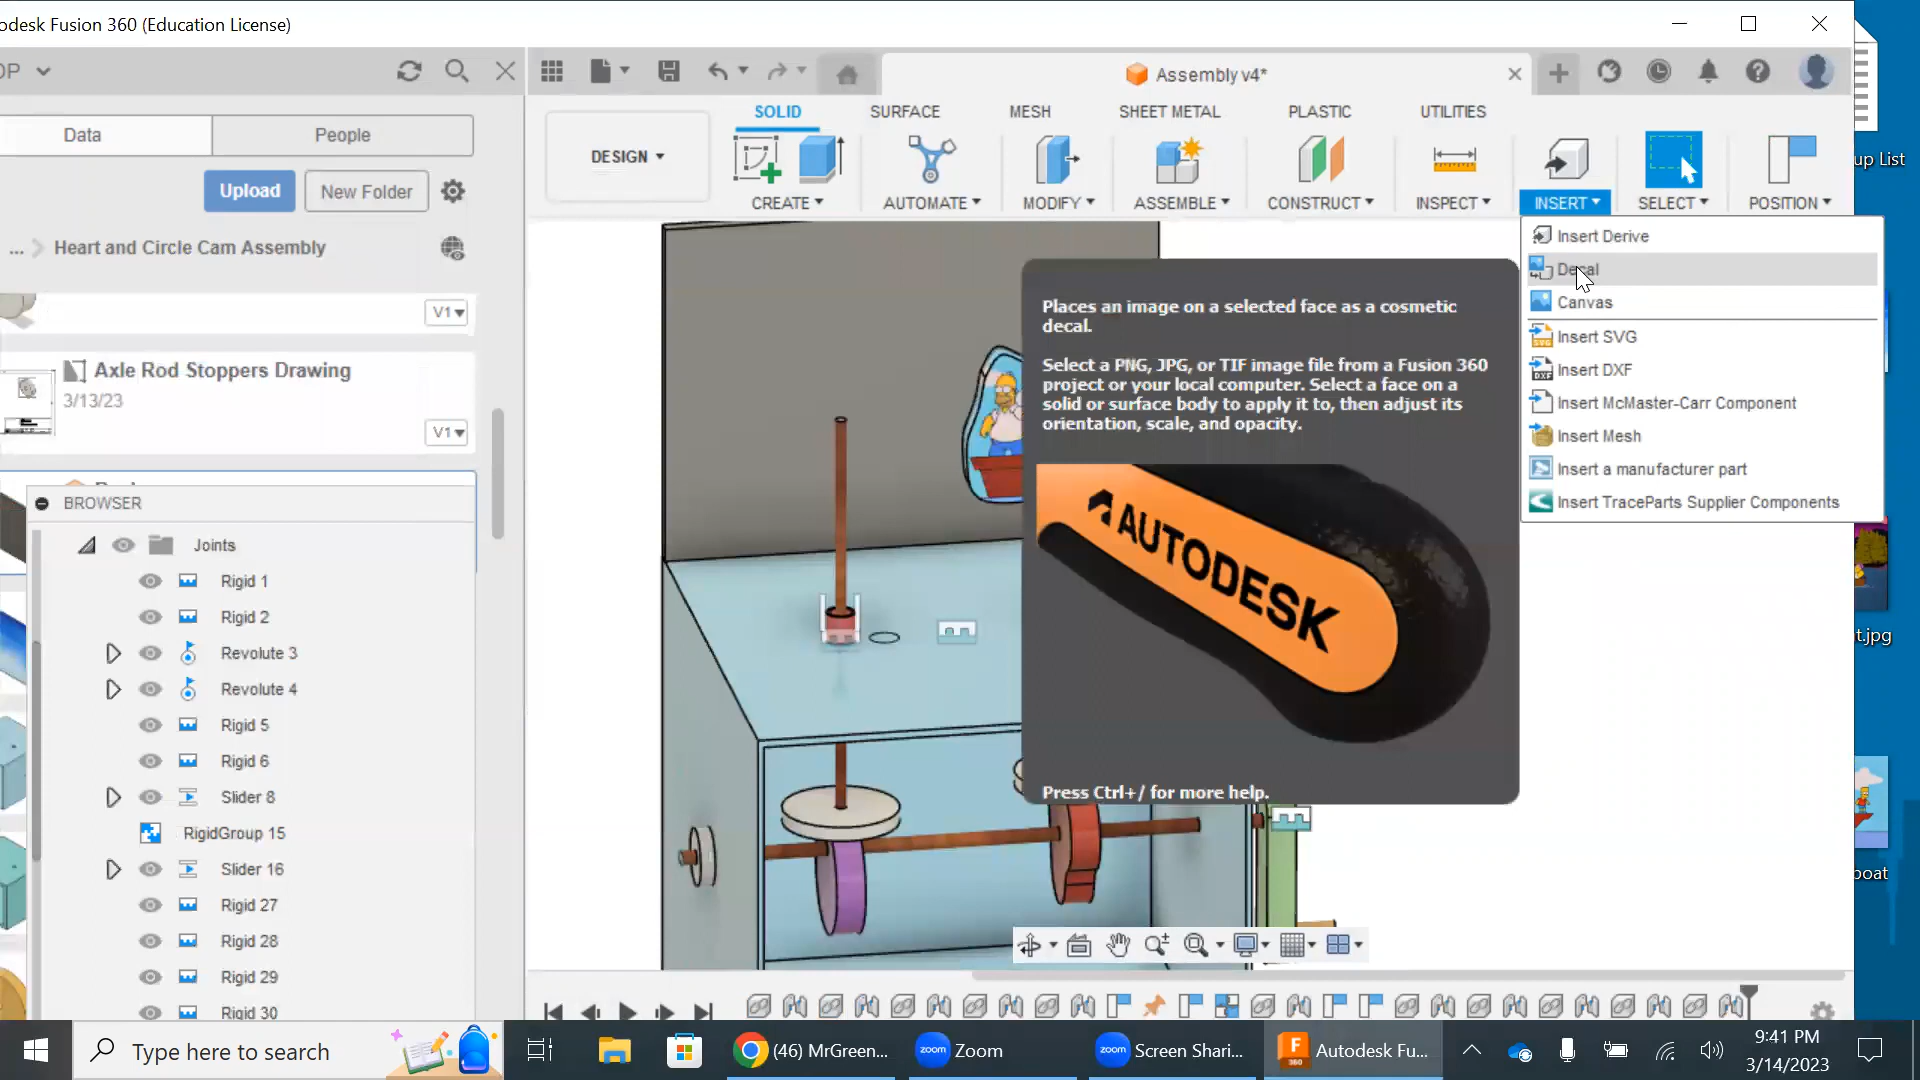 odesk Fusion 360 (Education License)
Assembly v4*
Data
People
SOLID
SURFACE
MESH
SHEET METAL
PLASTIC
UTILITIES
DESIGN
Upload
New Folder
CREATE
AUTOMATE
MODIFY
ASSEMBLE
CONSTRUCT
INSPECT
INSERT
SELECT
POSITION
up List
... Heart and Circle Cam Assembly
Insert Derive
Decal
Canvas
Insert SVG
Insert DXF
Insert McMaster-Carr Component
Insert Mesh
Insert a manufacturer part
Insert TraceParts Supplier Components
Places an image on a selected face as a cosmetic
decal.
Select a PNG, JPG, or TIF image file from a Fusion 360
project or your local computer. Select a face on a
solid or surface body to apply it to, then adjust its
orientation, scale, and opacity.
AUTODESK
Press Ctrl+/ for more help.
V1
Axle Rod Stoppers Drawing
3/13/23
V1
BROWSER
Joints
Rigid 1
Rigid 2
Revolute 3
Revolute 4
Rigid 5
Rigid 6
Slider 8
RigidGroup 15
Slider 16
Rigid 27
Rigid 28
Rigid 29
Rigid 30
t.jpg
boat
Type here to search
(46) MrGreen...
zoom Zoom
zoom Screen Shari...
F 360 Autodesk Fu...
9:41 PM
3/14/2023